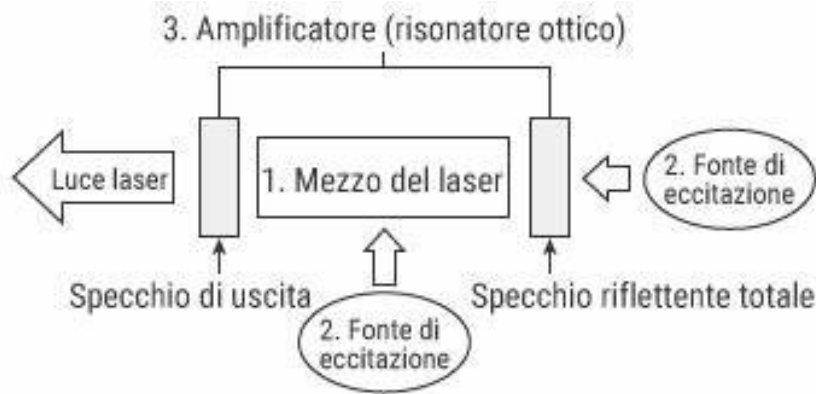 3. Amplificatore (risonatore ottico)
Luce laser
1. Mezzo del laser
2. Fonte di
eccitazione
Specchio di uscita
Specchio riflettente totale
2. Fonte di
eccitazione